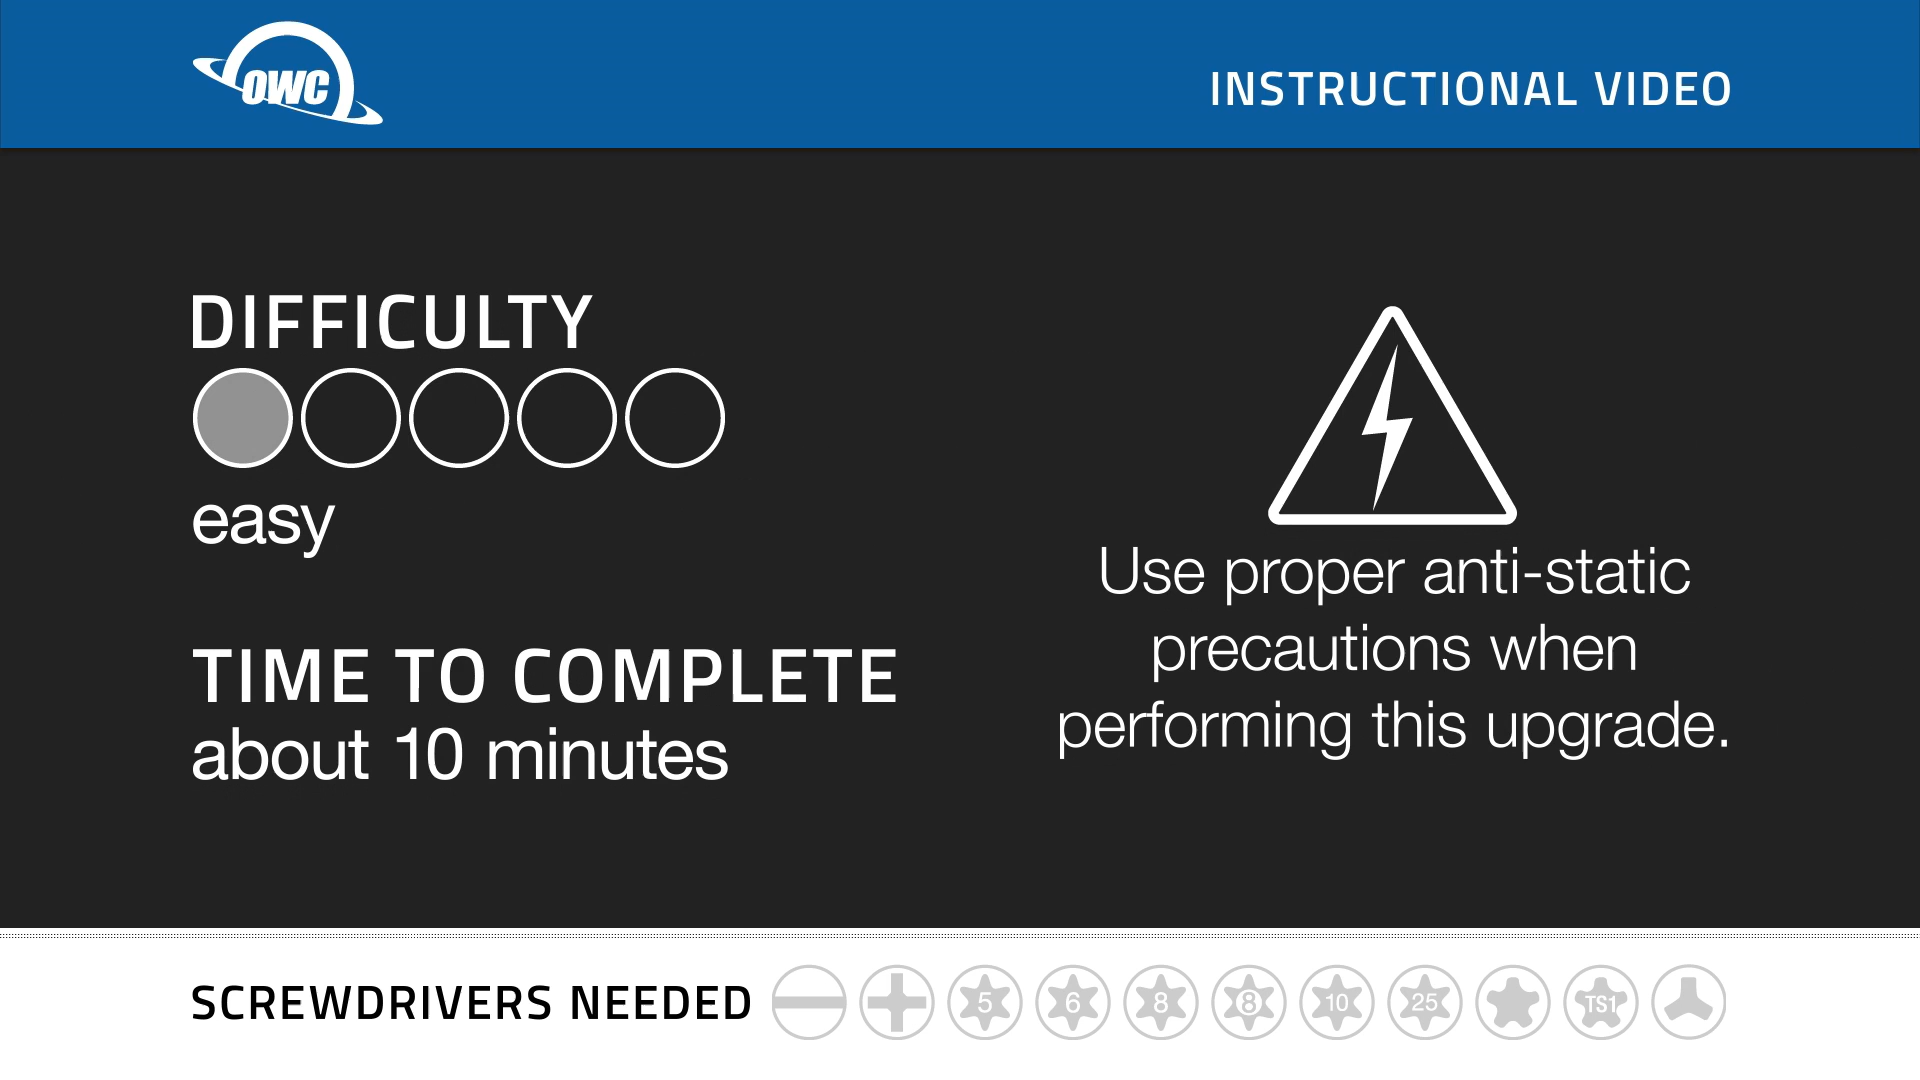 OWC
INSTRUCTIONAL VIDEO
DIFFICULTY
easy
TIME TO COMPLETE
about 10 minutes
Use proper anti-static
precautions when
performing this upgrade.
SCREWDRIVERS NEEDED 5 6 8 8 10 25 TS1